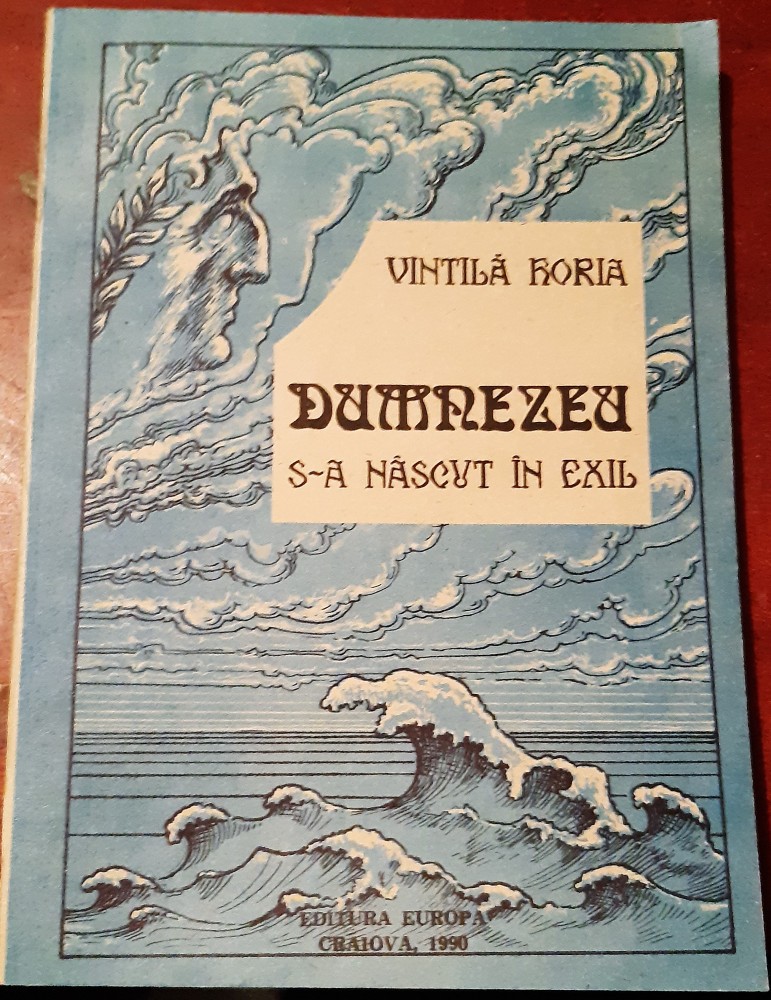 VINTILĂ HORIA
DUMNEZEU
S-A NĂSCUT ÎN EXIL
EDITURA EUROPA
CRAIOVA, 1990